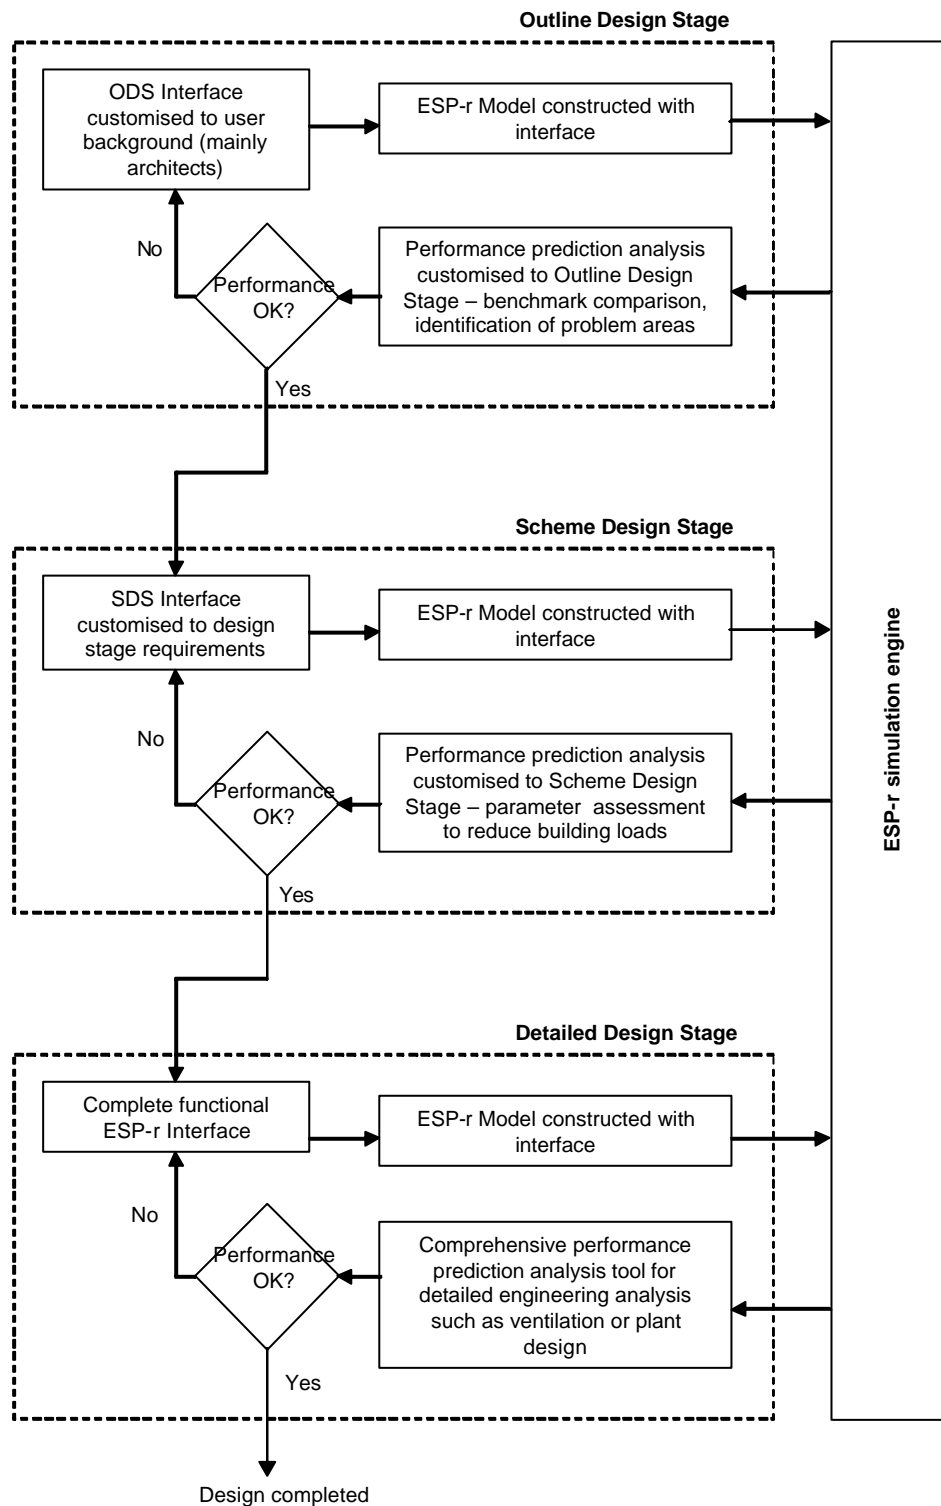 Outline Design Stage
ODS Interface
customised to user
background (mainly
architects)
ESP-r Model constructed with
interface
No
Performance
OK?
Performance prediction analysis
customised to Outline Design
Stage – benchmark comparison,
identification of problem areas
Yes
Scheme Design Stage
SDS Interface
customised to design
stage requirements
ESP-r Model constructed with
interface
No
Performance
OK?
Performance prediction analysis
customised to Scheme Design
Stage – parameter assessment
to reduce building loads
Yes
ESP-r simulation engine
Detailed Design Stage
Complete functional
ESP-r Interface
ESP-r Model constructed with
interface
No
Performance
OK?
Comprehensive performance
prediction analysis tool for
detailed engineering analysis
such as ventilation or plant
design
Yes
Design completed